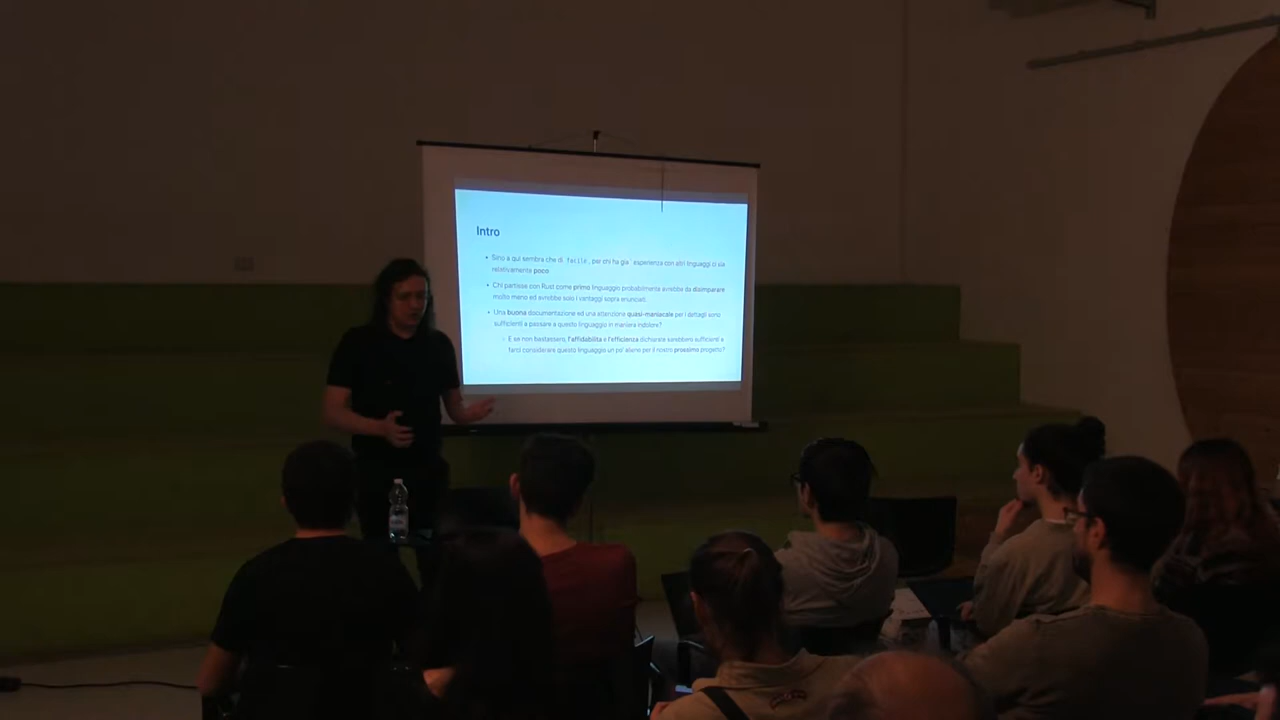 Intro
Sino a qui sembra che di facile, per chi ha gia` esperienza con altri linguaggi ci sia
relativamente poco
Chi partisse con Rust come primo linguaggio probabilmente avrebbe da disimparare
molto meno ed avrebbe solo i vantaggi sopra enunciati.
Una buona documentazione ed una attenzione quasi-maniacale per i dettagli sono
sufficienti a passare a questo linguaggio in maniera indolore?
E se non bastassero, l'affidabilita e l'efficienza dichiarate sarebbero sufficienti a
farci considerare questo linguaggio un po' alieno per il nostro prossimo progetto?